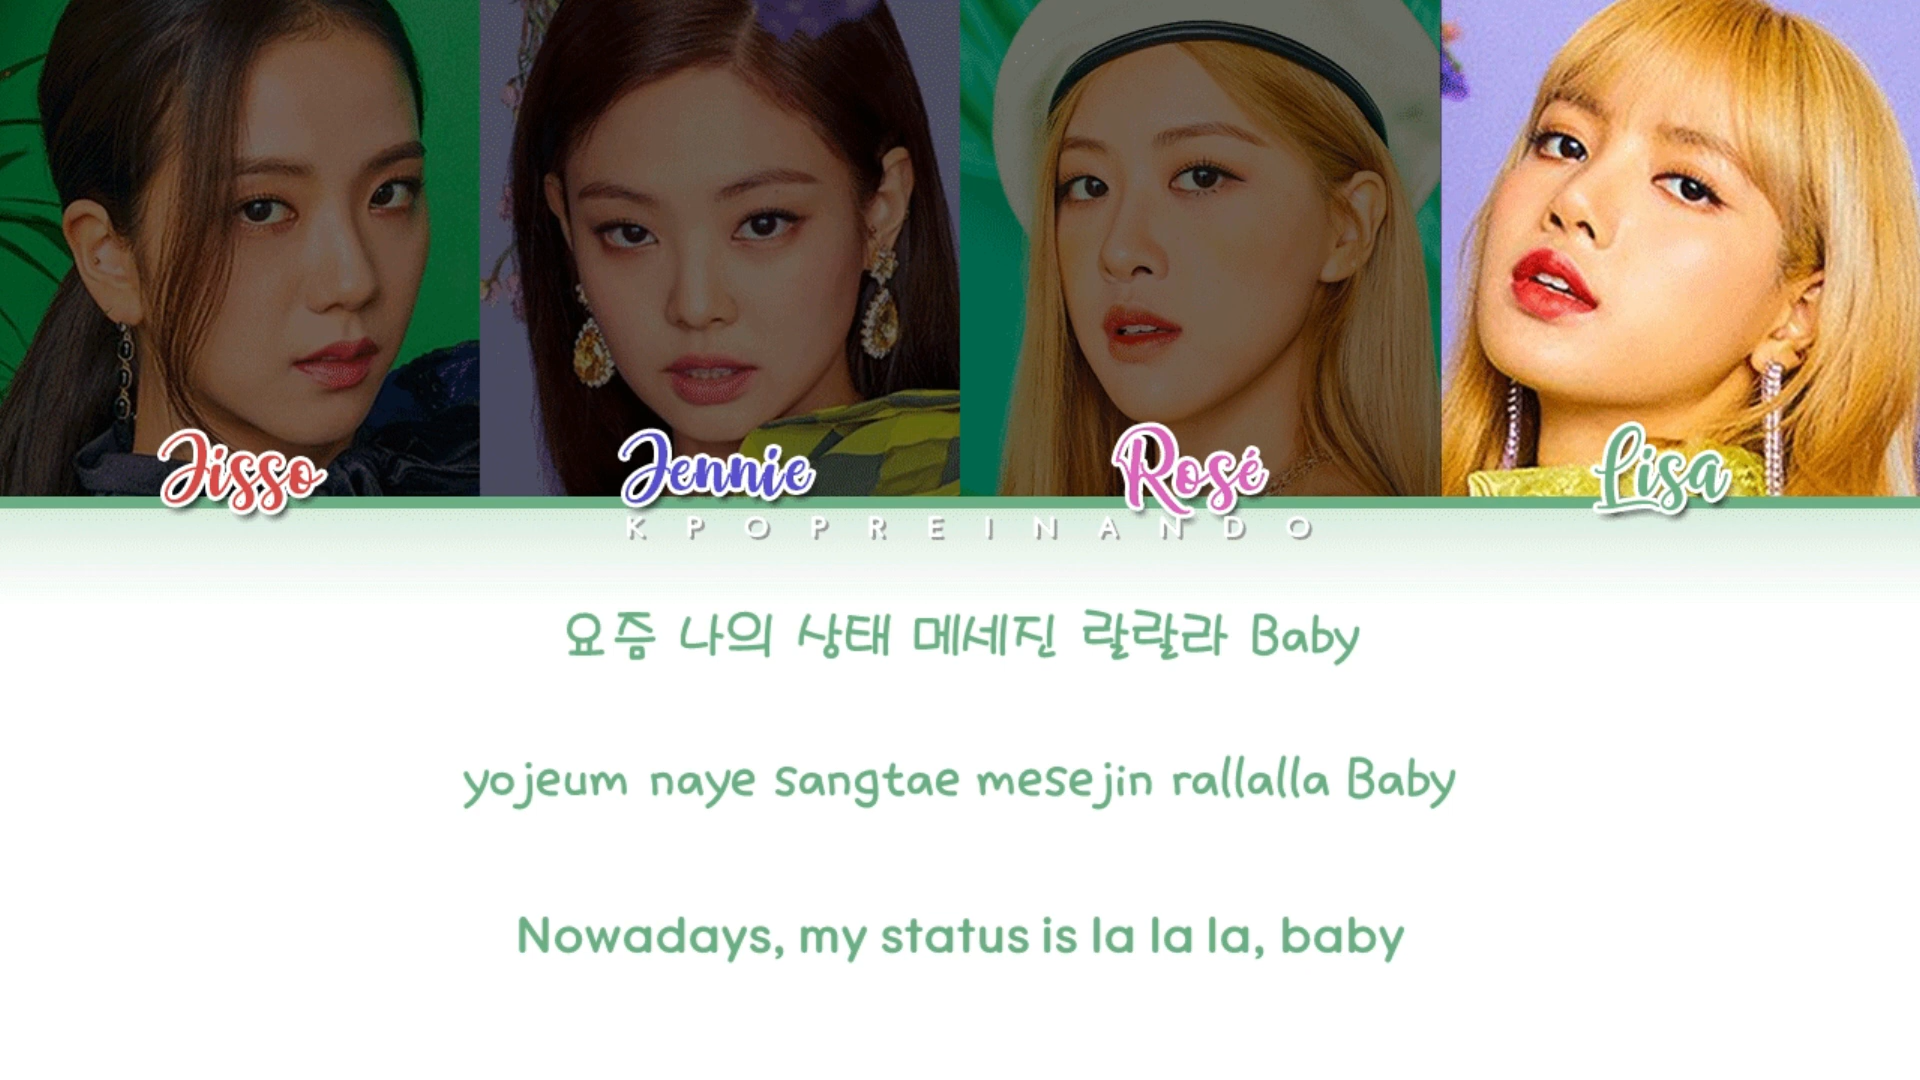 Jisso
Jennie
Rosé
Lisa
KPOPREINANDO
요즘 나의 상태 메세진 랄랄라 Baby
yojeum naye sangtae mesejin rallalla Baby
Nowadays, my status is la la la, baby